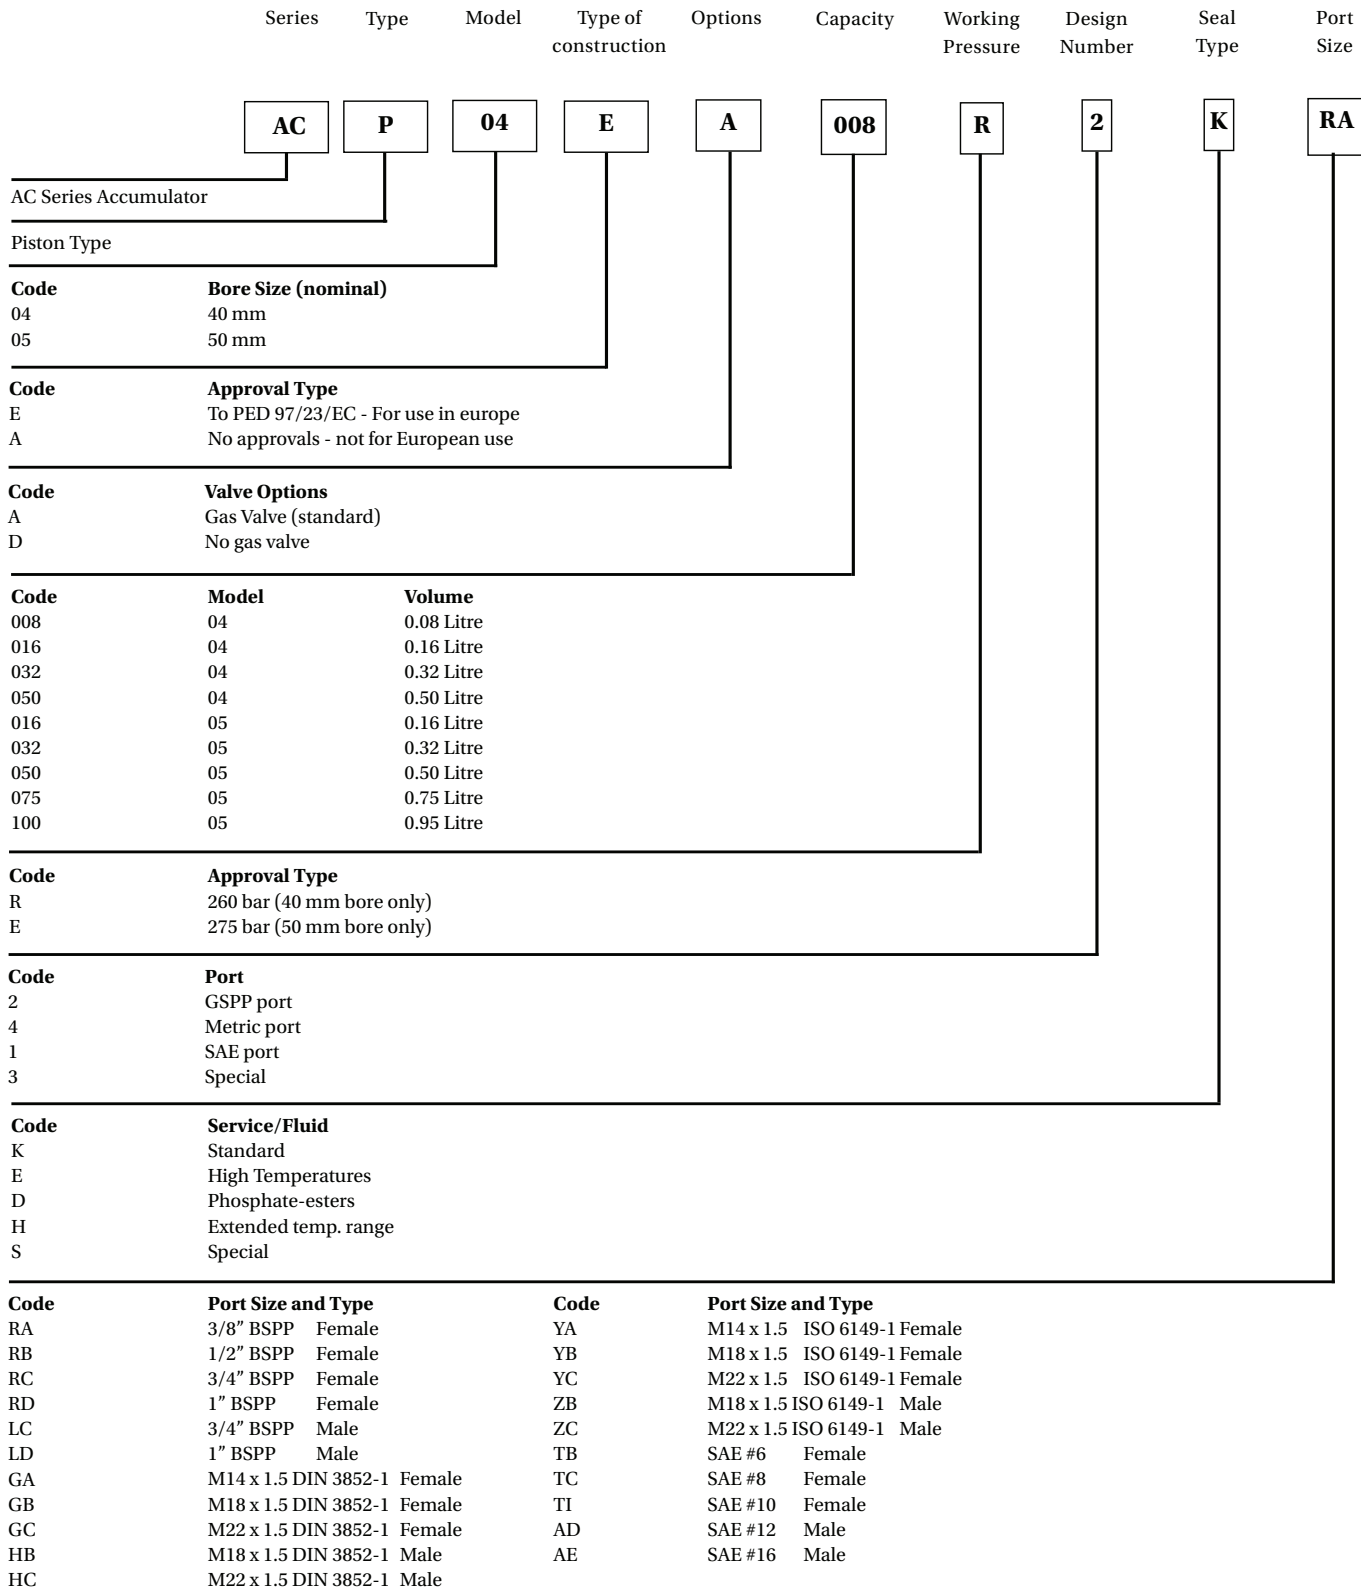 Series Type Model Type of Options Capacity Working Design Seal Port
construction Pressure Number Type Size
AC P 04 E A 008 R 2 K RA
AC Series Accumulator
Piston Type
Code Bore Size (nominal)
04 40 mm
05 50 mm
Code Approval Type
E To PED 97/23/EC - For use in europe
A No approvals - not for European use
Code Valve Options
A Gas Valve (standard)
D No gas valve
Code Model Volume
008 04 0.08 Litre
016 04 0.16 Litre
032 04 0.32 Litre
050 04 0.50 Litre
016 05 0.16 Litre
032 05 0.32 Litre
050 05 0.50 Litre
075 05 0.75 Litre
100 05 0.95 Litre
Code Approval Type
R 260 bar (40 mm bore only)
E 275 bar (50 mm bore only)
Code Port
2 GSPP port
4 Metric port
1 SAE port
3 Special
Code Service/Fluid
K Standard
E High Temperatures
D Phosphate-esters
H Extended temp. range
S Special
Code Port Size and Type Code Port Size and Type
RA 3/8″ BSPP Female YA M14 x 1.5 ISO 6149-1 Female
RB 1/2″ BSPP Female YB M18 x 1.5 ISO 6149-1 Female
RC 3/4″ BSPP Female YC M22 x 1.5 ISO 6149-1 Female
RD 1″ BSPP Female ZB M18 x 1.5 ISO 6149-1 Male
LC 3/4″ BSPP Male ZC M22 x 1.5 ISO 6149-1 Male
LD 1″ BSPP Male TB SAE #6 Female
GA M14 x 1.5 DIN 3852-1 Female TC SAE #8 Female
GB M18 x 1.5 DIN 3852-1 Female TI SAE #10 Female
GC M22 x 1.5 DIN 3852-1 Female AD SAE #12 Male
HB M18 x 1.5 DIN 3852-1 Male AE SAE #16 Male
HC M22 x 1.5 DIN 3852-1 Male